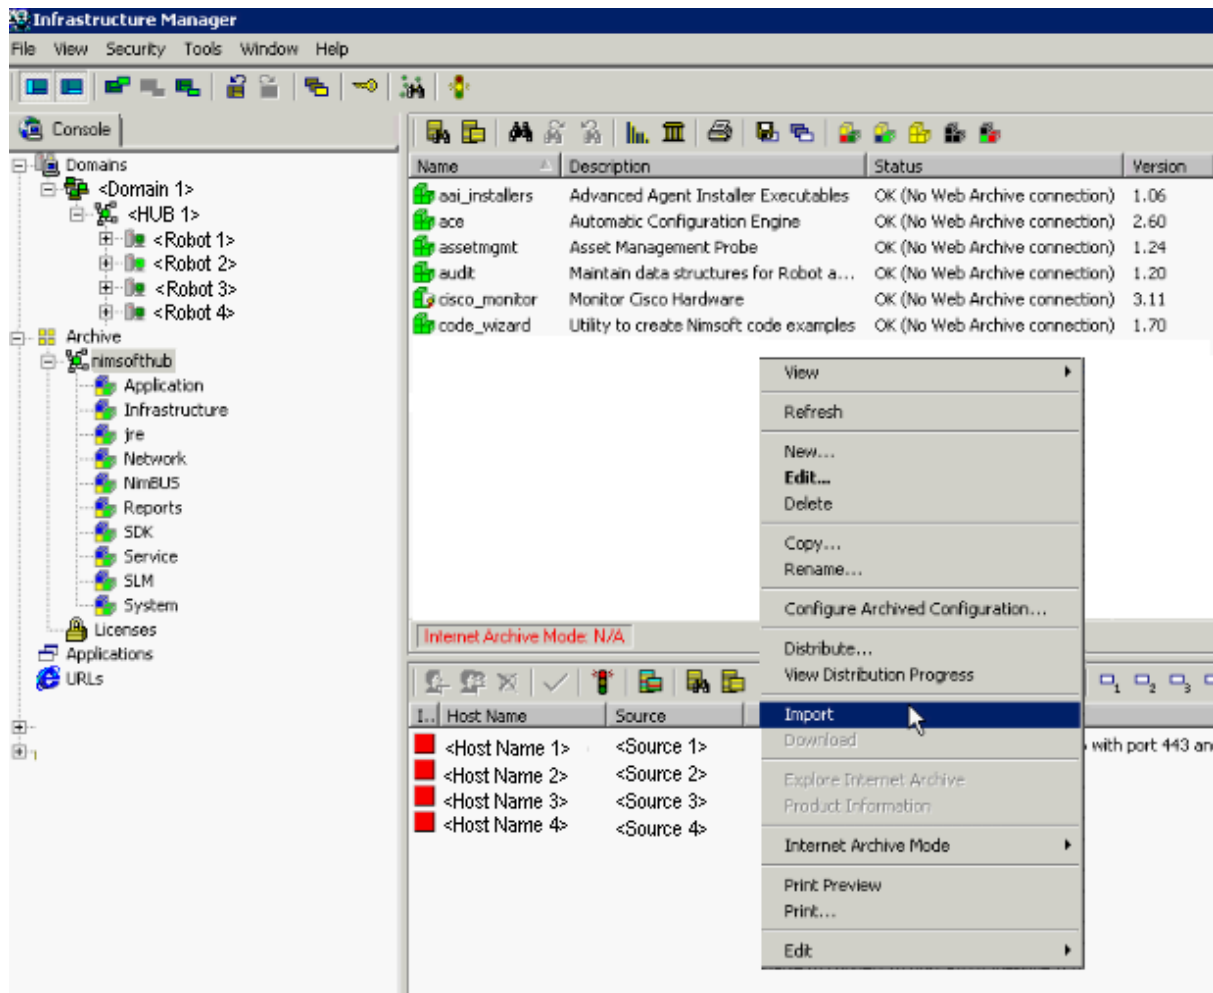 Infrastructure Manager
File View Security Tools Window Help
Console
Domains
<Domain 1>
<HUB 1>
<Robot 1>
<Robot 2>
<Robot 3>
<Robot 4>
Archive
nimsofthub
Application
Infrastructure
jre
Network
NimBUS
Reports
SDK
Service
SLM
System
Licenses
Applications
URLs
Name Description Status Version
aai_installers Advanced Agent Installer Executables OK (No Web Archive connection) 1.06
ace Automatic Configuration Engine OK (No Web Archive connection) 2.60
assetmgmt Asset Management Probe OK (No Web Archive connection) 1.24
audit Maintain data structures for Robot a... OK (No Web Archive connection) 1.20
cisco_monitor Monitor Cisco Hardware OK (No Web Archive connection) 3.11
code_wizard Utility to create Nimsoft code examples OK (No Web Archive connection) 1.70
Internet Archive Mode: N/A
1 2 3
I... Host Name Source
<Host Name 1> <Source 1> with port 443 an
<Host Name 2> <Source 2>
<Host Name 3> <Source 3>
<Host Name 4> <Source 4>
View
Refresh
New...
Edit...
Delete
Copy...
Rename...
Configure Archived Configuration...
Distribute...
View Distribution Progress
Import
Download
Explore Internet Archive
Product Information
Internet Archive Mode
Print Preview
Print...
Edit